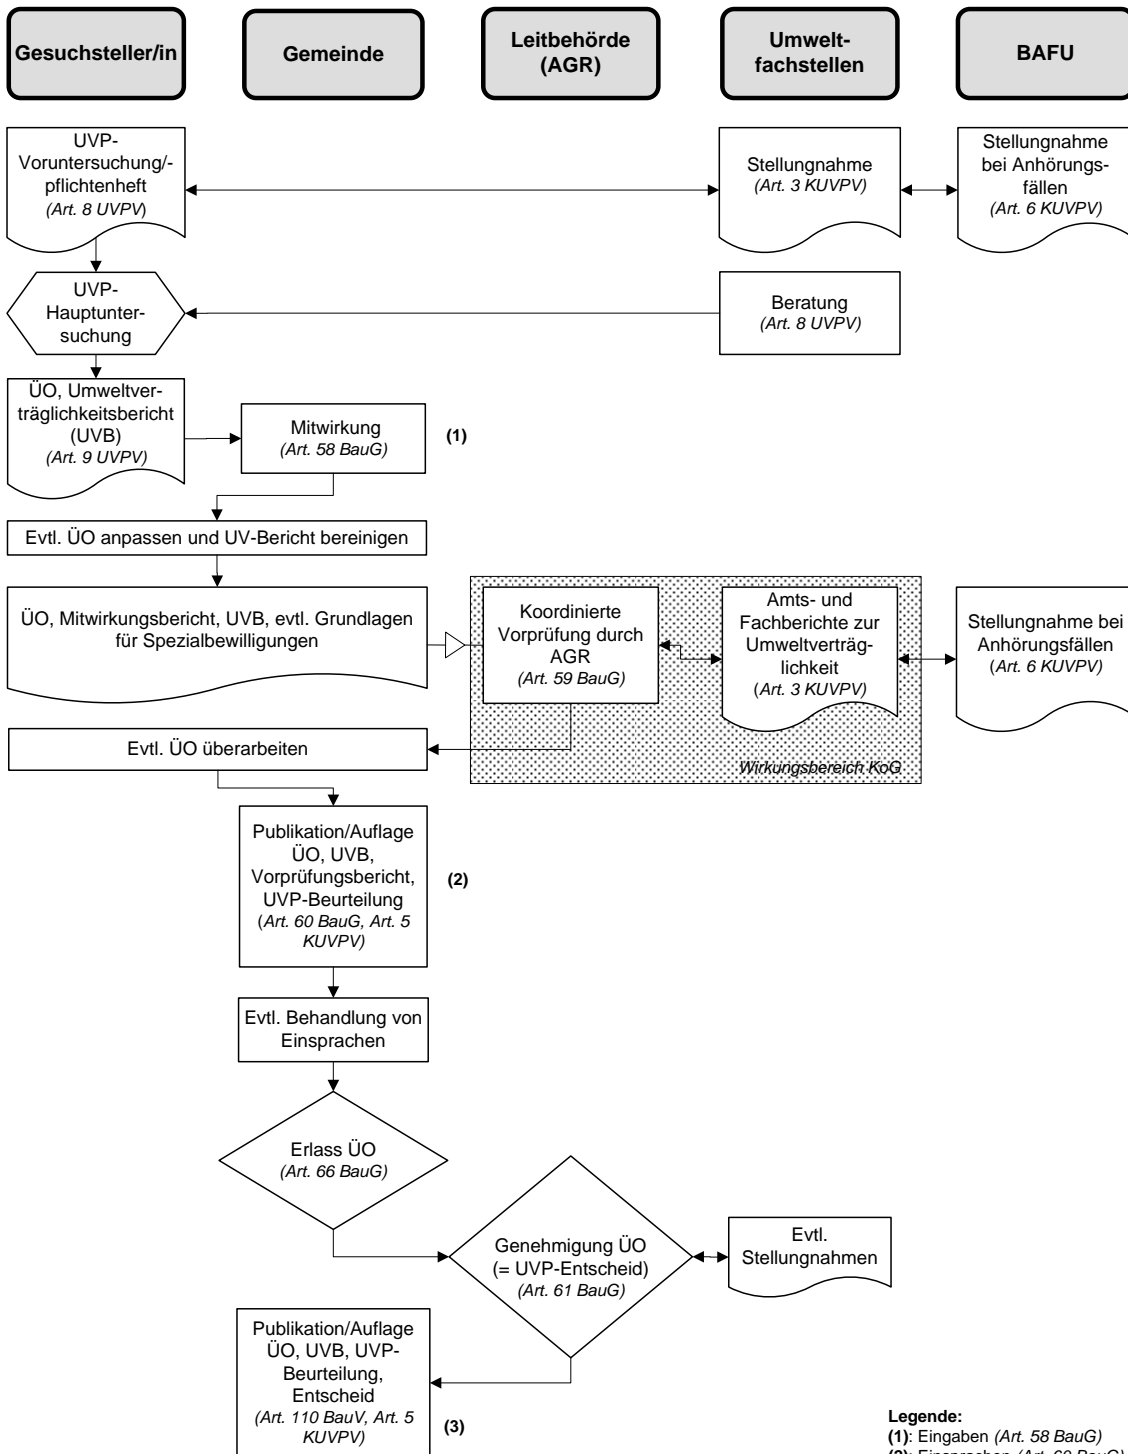 Gesuchsteller/in
Gemeinde
Leitbehörde
(AGR)
Umwelt-
fachstellen
BAFU
UVP-
Voruntersuchung/-
pflichtenheft
(Art. 8 UVPV)
Stellungnahme
(Art. 3 KUVPV)
Stellungnahme
bei Anhörungs-
fällen
(Art. 6 KUVPV)
UVP-
Hauptunter-
suchung
Beratung
(Art. 8 UVPV)
ÜO, Umweltver-
träglichkeitsbericht
(UVB)
(Art. 9 UVPV)
Mitwirkung
(Art. 58 BauG)
(1)
Evtl. ÜO anpassen und UV-Bericht bereinigen
ÜO, Mitwirkungsbericht, UVB, evtl. Grundlagen
für Spezialbewilligungen
Koordinierte
Vorprüfung durch
AGR
(Art. 59 BauG)
Amts- und
Fachberichte zur
Umweltverträg-
lichkeit
(Art. 3 KUVPV)
Stellungnahme bei
Anhörungsfällen
(Art. 6 KUVPV)
Evtl. ÜO überarbeiten
Wirkungsbereich KoG
Publikation/Auflage
ÜO, UVB,
Vorprüfungsbericht,
UVP-Beurteilung
(Art. 60 BauG, Art. 5
KUVPV)
(2)
Evtl. Behandlung von
Einsprachen
Erlass ÜO
(Art. 66 BauG)
Genehmigung ÜO
(= UVP-Entscheid)
(Art. 61 BauG)
Evtl.
Stellungnahmen
Publikation/Auflage
ÜO, UVB, UVP-
Beurteilung,
Entscheid
(Art. 110 BauV, Art. 5
KUVPV)
(3)
Legende:
(1): Eingaben (Art. 58 BauG)
(2): Einsprachen (Art. 60 BauG)